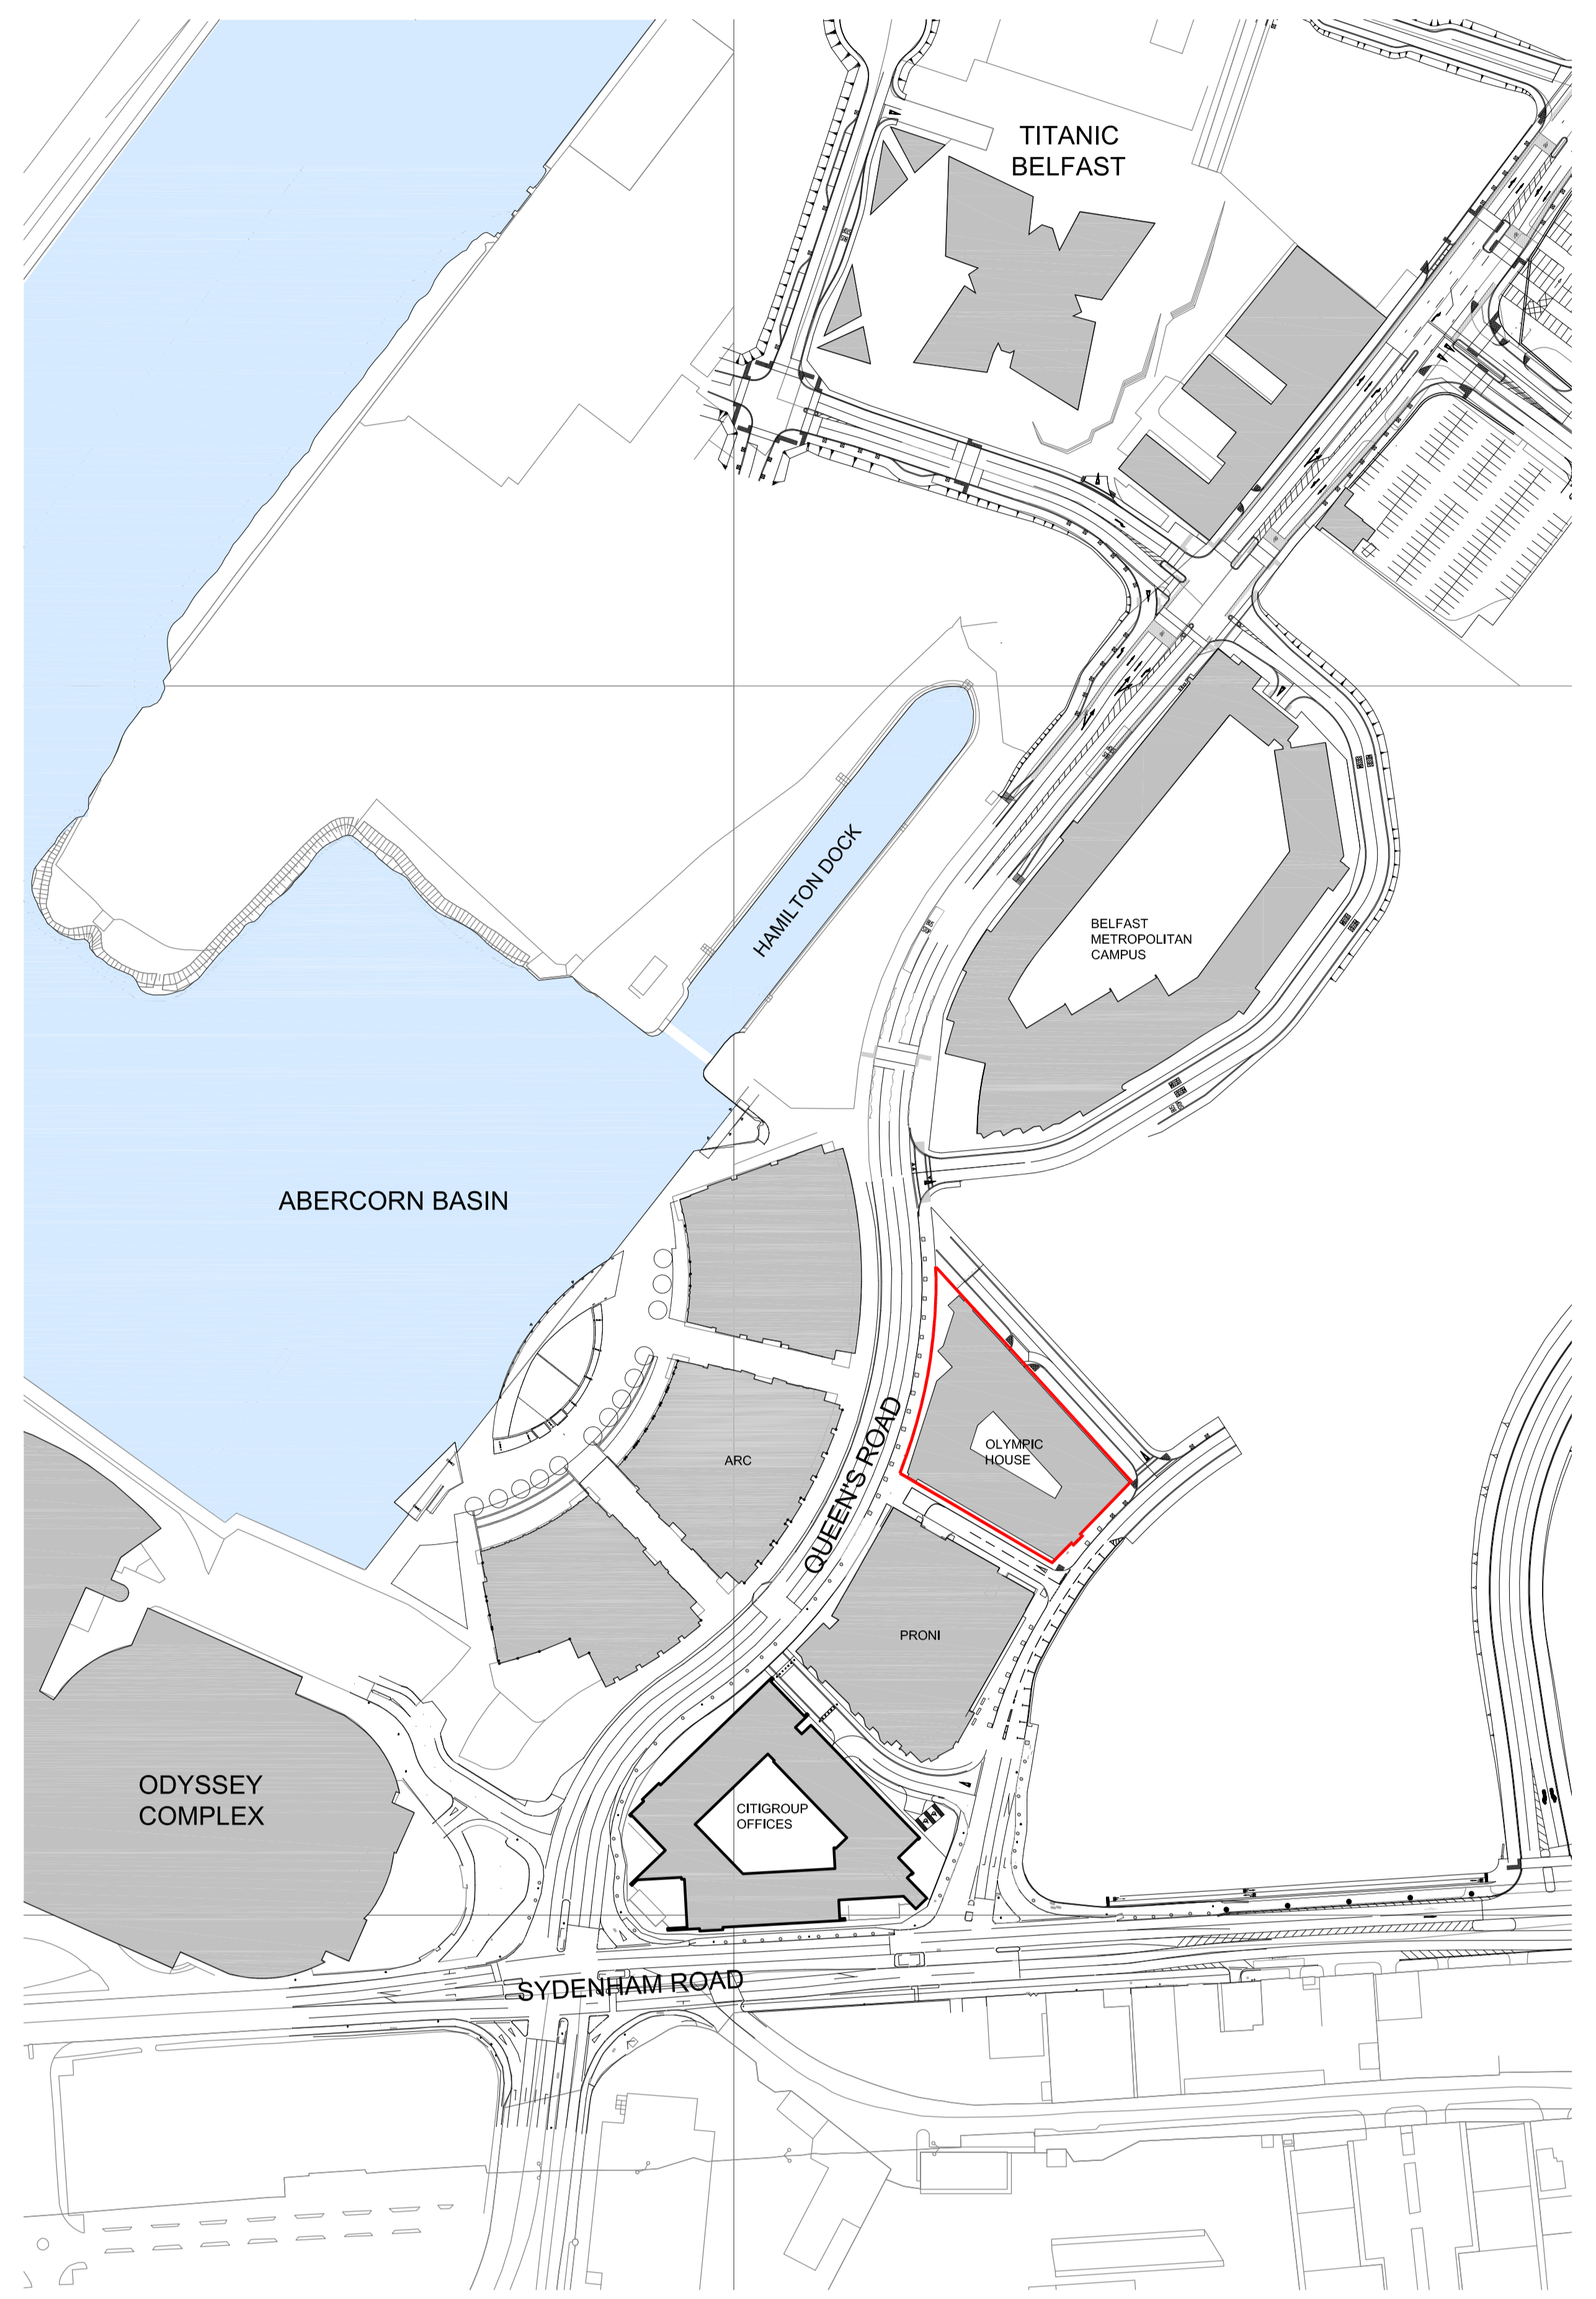 TITANIC
BELFAST
HAMILTON DOCK
BELFAST
METROPOLITAN
CAMPUS
ABERCORN BASIN
QUEEN'S ROAD
OLYMPIC
HOUSE
ARC
PRONI
ODYSSEY
COMPLEX
CITIGROUP
OFFICES
SYDENHAM ROAD